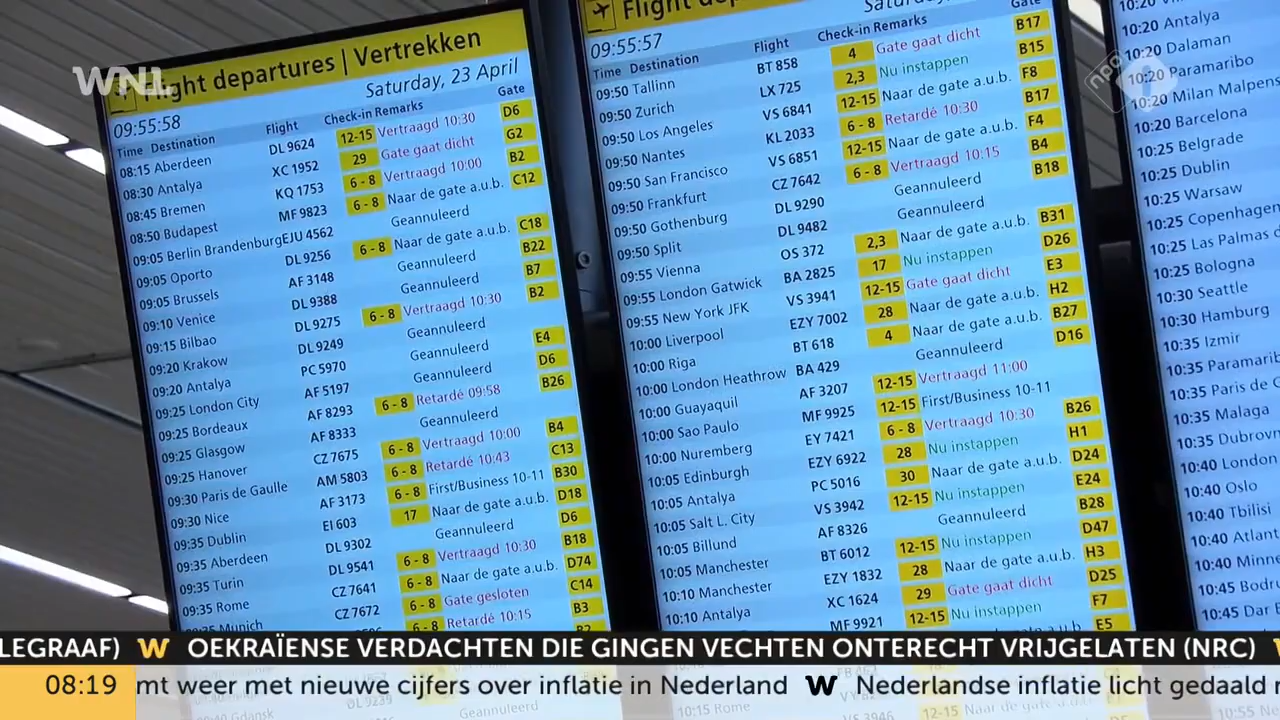 WNL
Flight departures | Vertrekken
09:55:58 Saturday, 23 April
Time Destination Flight Check-in Remarks Gate
08:15 Aberdeen DL 9624 12-15 Vertraagd 10:30 D6
08:30 Antalya XC 1952 29 Gate gaat dicht G2
08:45 Bremen KQ 1753 6 - 8 Vertraagd 10:00 B2
08:50 Budapest MF 9823 6 - 8 Naar de gate a.u.b. C12
09:05 Berlin Brandenburg EJU 4562 Geannuleerd
09:05 Oporto DL 9256 6 - 8 Naar de gate a.u.b. C18
09:05 Brussels AF 3148 Geannuleerd B22
09:10 Venice DL 9388 Geannuleerd B7
09:15 Bilbao DL 9275 6 - 8 Vertraagd 10:30 B2
09:20 Krakow DL 9249 Geannuleerd
09:20 Antalya PC 5970 Geannuleerd E4
09:25 London City AF 5197 Geannuleerd D6
09:25 Bordeaux AF 8293 6 - 8 Retardé 09:58 B26
09:25 Glasgow AF 8333 Geannuleerd
09:25 Hanover CZ 7675 6 - 8 Vertraagd 10:00 B4
09:30 Paris de Gaulle AM 5803 6 - 8 Retardé 10:43 C13
09:30 Nice AF 3173 6 - 8 First/Business 10-11 B30
09:35 Dublin EI 603 17 Naar de gate a.u.b. D18
09:35 Aberdeen DL 9302 Geannuleerd D6
09:35 Turin DL 9541 6 - 8 Vertraagd 10:30 B18
09:35 Rome CZ 7641 6 - 8 Naar de gate a.u.b. D74
Munich CZ 7672 6 - 8 Gate gesloten C14
6 - 8 Retardé 10:15 B3
Flight
09:55:57
Time Destination Flight Check-in Remarks Gate
09:50 Tallinn BT 858 4 Gate gaat dicht B17
09:50 Zurich LX 725 2,3 Nu instappen B15
09:50 Los Angeles VS 6841 12-15 Naar de gate a.u.b. F8
09:50 Nantes KL 2033 6 - 8 Retardé 10:30 B17
09:50 San Francisco VS 6851 12-15 Naar de gate a.u.b. F4
09:50 Frankfurt CZ 7642 6 - 8 Vertraagd 10:15 B4
09:50 Gothenburg DL 9290 Geannuleerd B18
09:50 Split DL 9482 Geannuleerd
09:55 Vienna OS 372 2,3 Naar de gate a.u.b. B31
09:55 London Gatwick BA 2825 17 Nu instappen D26
09:55 New York JFK VS 3941 12-15 Gate gaat dicht E3
10:00 Liverpool EZY 7002 28 Naar de gate a.u.b. H2
10:00 Riga BT 618 4 Naar de gate a.u.b. B27
10:00 London Heathrow BA 429 Geannuleerd D16
10:00 Guayaquil AF 3207 12-15 Vertraagd 11:00
10:00 Sao Paulo MF 9925 12-15 First/Business 10-11
10:00 Nuremberg EY 7421 6 - 8 Vertraagd 10:30 B26
10:05 Edinburgh EZY 6922 28 Nu instappen H1
10:05 Antalya PC 5016 30 Naar de gate a.u.b. D24
10:05 Salt L. City VS 3942 12-15 Nu instappen E24
10:05 Billund AF 8326 Geannuleerd B28
10:05 Manchester BT 6012 12-15 Nu instappen D47
10:10 Manchester EZY 1832 28 Naar de gate a.u.b. H3
10:10 Antalya XC 1624 29 Gate gaat dicht D25
MF 9921 12-15 Nu instappen F7
Naar de gate a.u.b. E5
10:20
10:20 Antalya
10:20 Dalaman
10:20 Paramaribo
10:20 Milan Malpens
10:20 Barcelona
10:25 Belgrade
10:25 Dublin
10:25 Warsaw
10:25 Copenhagen
10:25 Las Palmas d
10:25 Bologna
10:30 Seattle
10:30 Hamburg
10:35 Izmir
10:35 Paramarib
10:35 Paris de
10:35 Malaga
10:35 Dubrovn
10:40 London
10:40 Oslo
10:40 Tbilisi
10:40 Atlant
10:40 Minne
10:45 Bodr
10:45 Dar
npo 1
LEGRAAF) W OEKRAÏENSE VERDACHTEN DIE GINGEN VECHTEN ONTERECHT VRIJGELATEN (NRC)
08:19 mt weer met nieuwe cijfers over inflatie in Nederland W Nederlandse inflatie licht gedaald